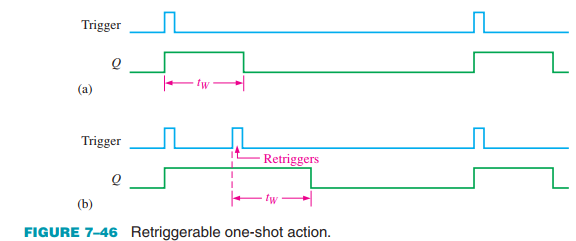 Trigger
Q
tW
(a)
Trigger
Retriggers
Q
tW
(b)
FIGURE 7–46 Retriggerable one-shot action.